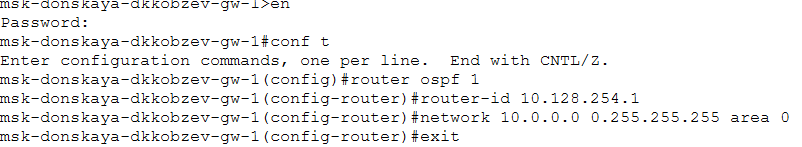 msk-donskaya-dkkobzev-gw-1>en
Password:
msk-donskaya-dkkobzev-gw-1#conf t
Enter configuration commands, one per line.  End with CNTL/Z.
msk-donskaya-dkkobzev-gw-1(config)#router ospf 1
msk-donskaya-dkkobzev-gw-1(config-router)#router-id 10.128.254.1
msk-donskaya-dkkobzev-gw-1(config-router)#network 10.0.0.0 0.255.255.255 area 0
msk-donskaya-dkkobzev-gw-1(config-router)#exit